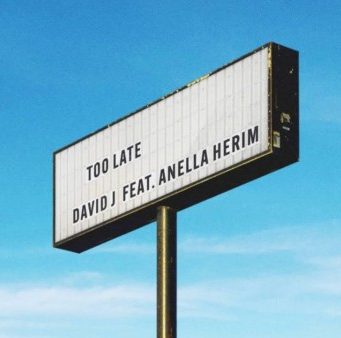 TOO LATE
DAVID J FEAT. ANELLA HERIM